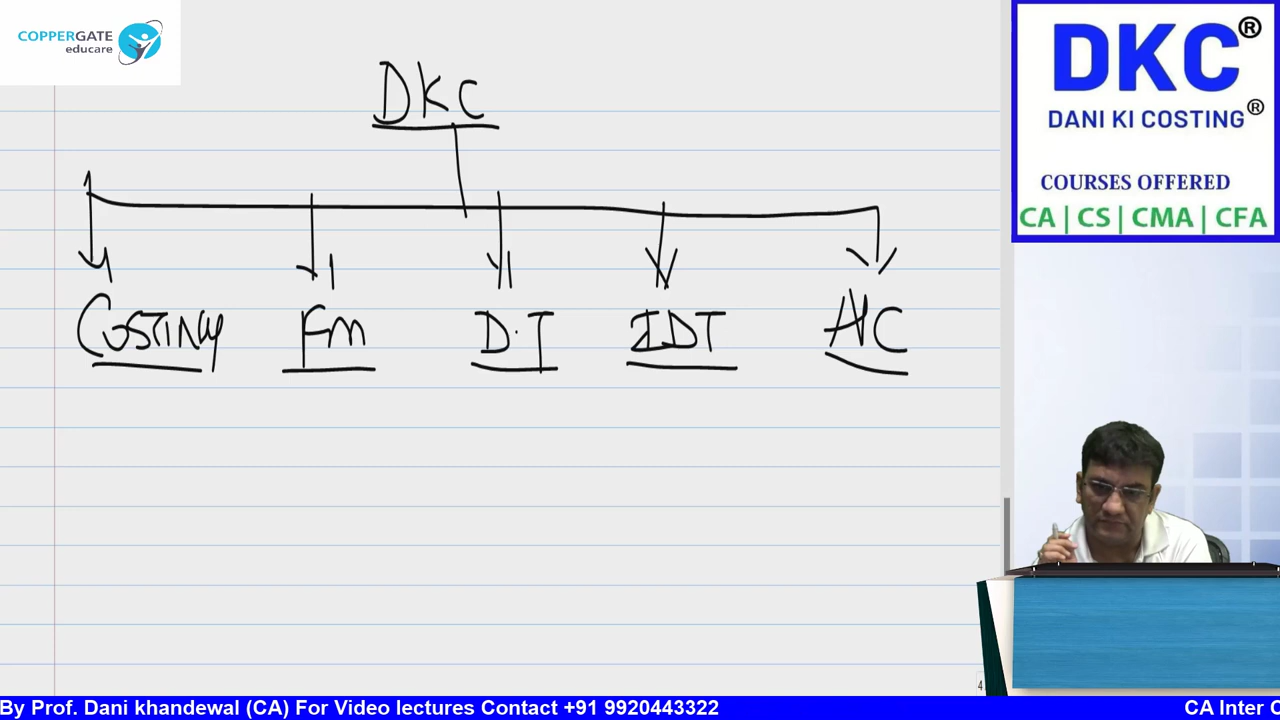 COPPERGATE
educare
DKC
Costing
Fm
D.T
IDT
A/C
DKC®
DANI KI COSTING®
COURSES OFFERED
CA | CS | CMA | CFA
4
By Prof. Dani khandewal (CA) For Video lectures Contact +91 9920443322
CA Inter C